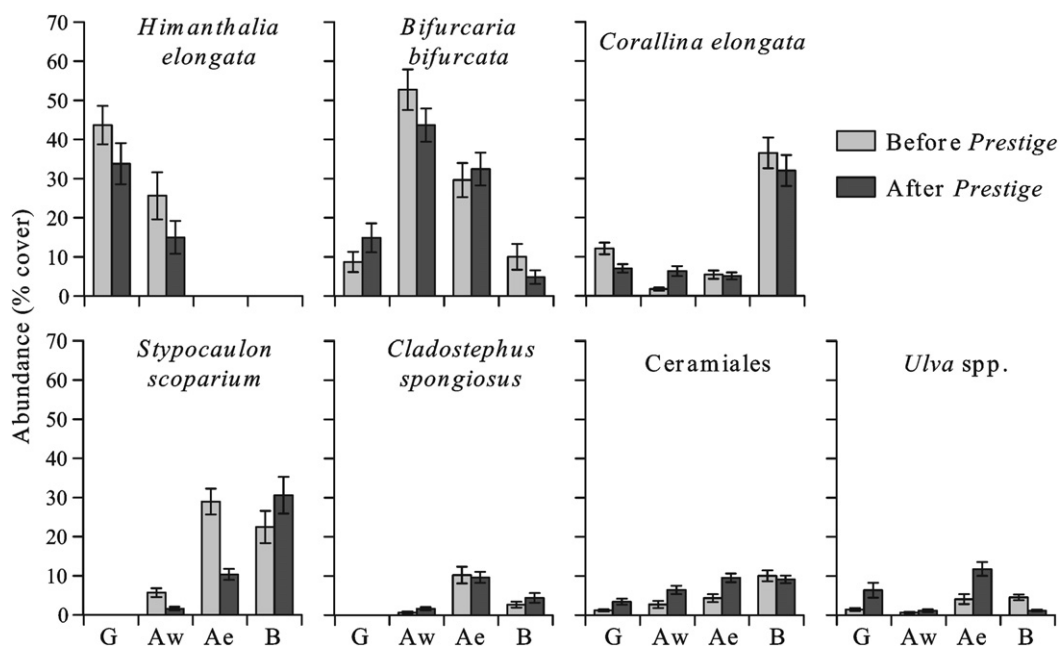 Abundance (% cover)
70
60
50
40
30
20
10
0
Himanthalia
elongata
Bifurcaria
bifurcata
Corallina elongata
Before Prestige
After Prestige
70
60
50
40
30
20
10
0
Stypocaulon
scoparium
Cladostephus
spongiosus
Ceramiales
Ulva spp.
G Aw Ae B
G Aw Ae B
G Aw Ae B
G Aw Ae B